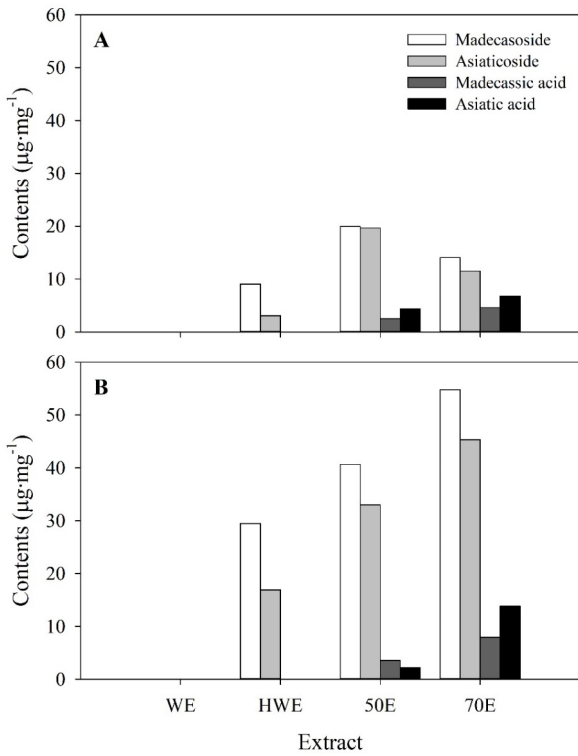 A
Madecasoside
Asiaticoside
Madecassic acid
Asiatic acid
Contents (µg·mg⁻¹)
60
50
40
30
20
10
0
B
Contents (µg·mg⁻¹)
60
50
40
30
20
10
0
WE HWE 50E 70E
Extract